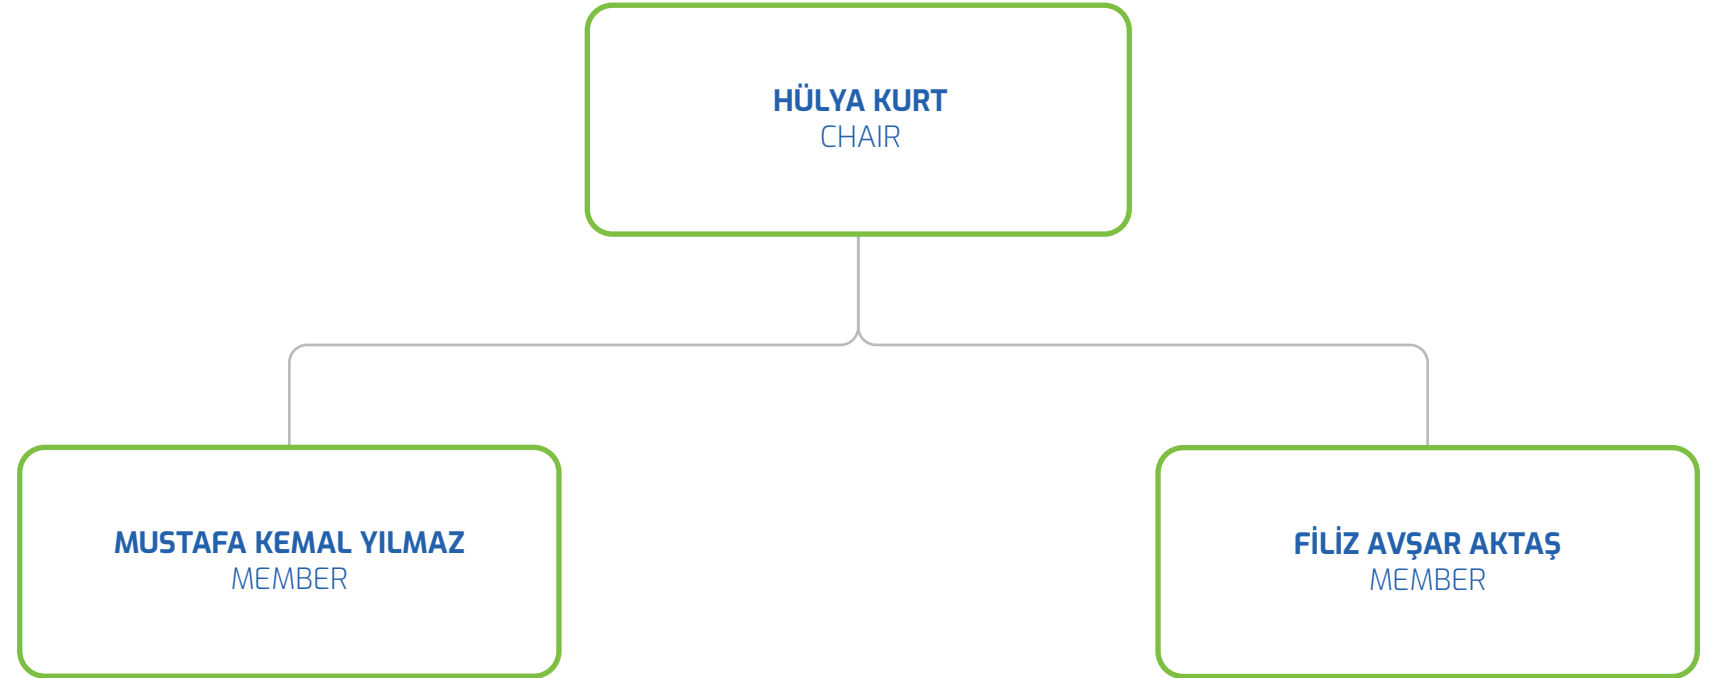 HÜLYA KURT
CHAIR
MUSTAFA KEMAL YILMAZ
MEMBER
FİLİZ AVŞAR AKTAŞ
MEMBER